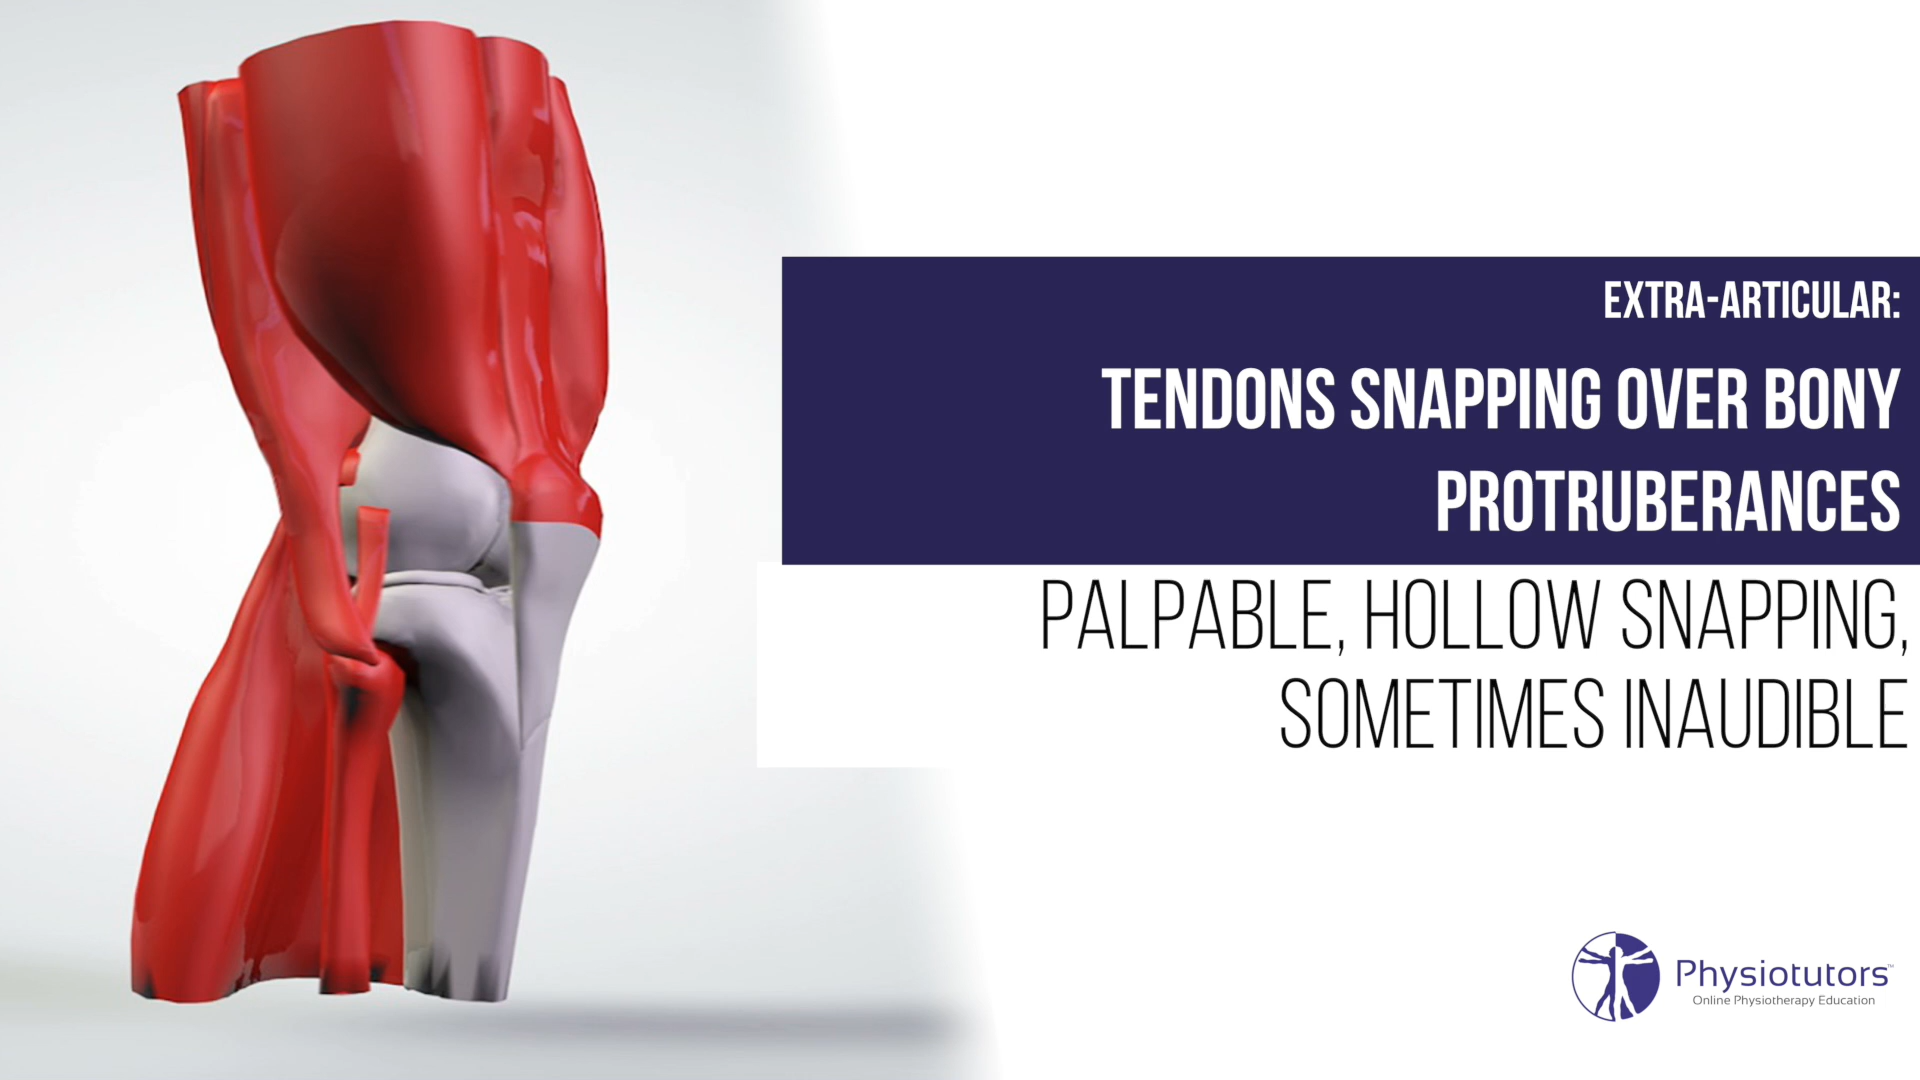 EXTRA-ARTICULAR:
TENDONS SNAPPING OVER BONY
PROTRUBERANCES
PALPABLE, HOLLOW SNAPPING,
SOMETIMES INAUDIBLE
Physiotutors™
Online Physiotherapy Education